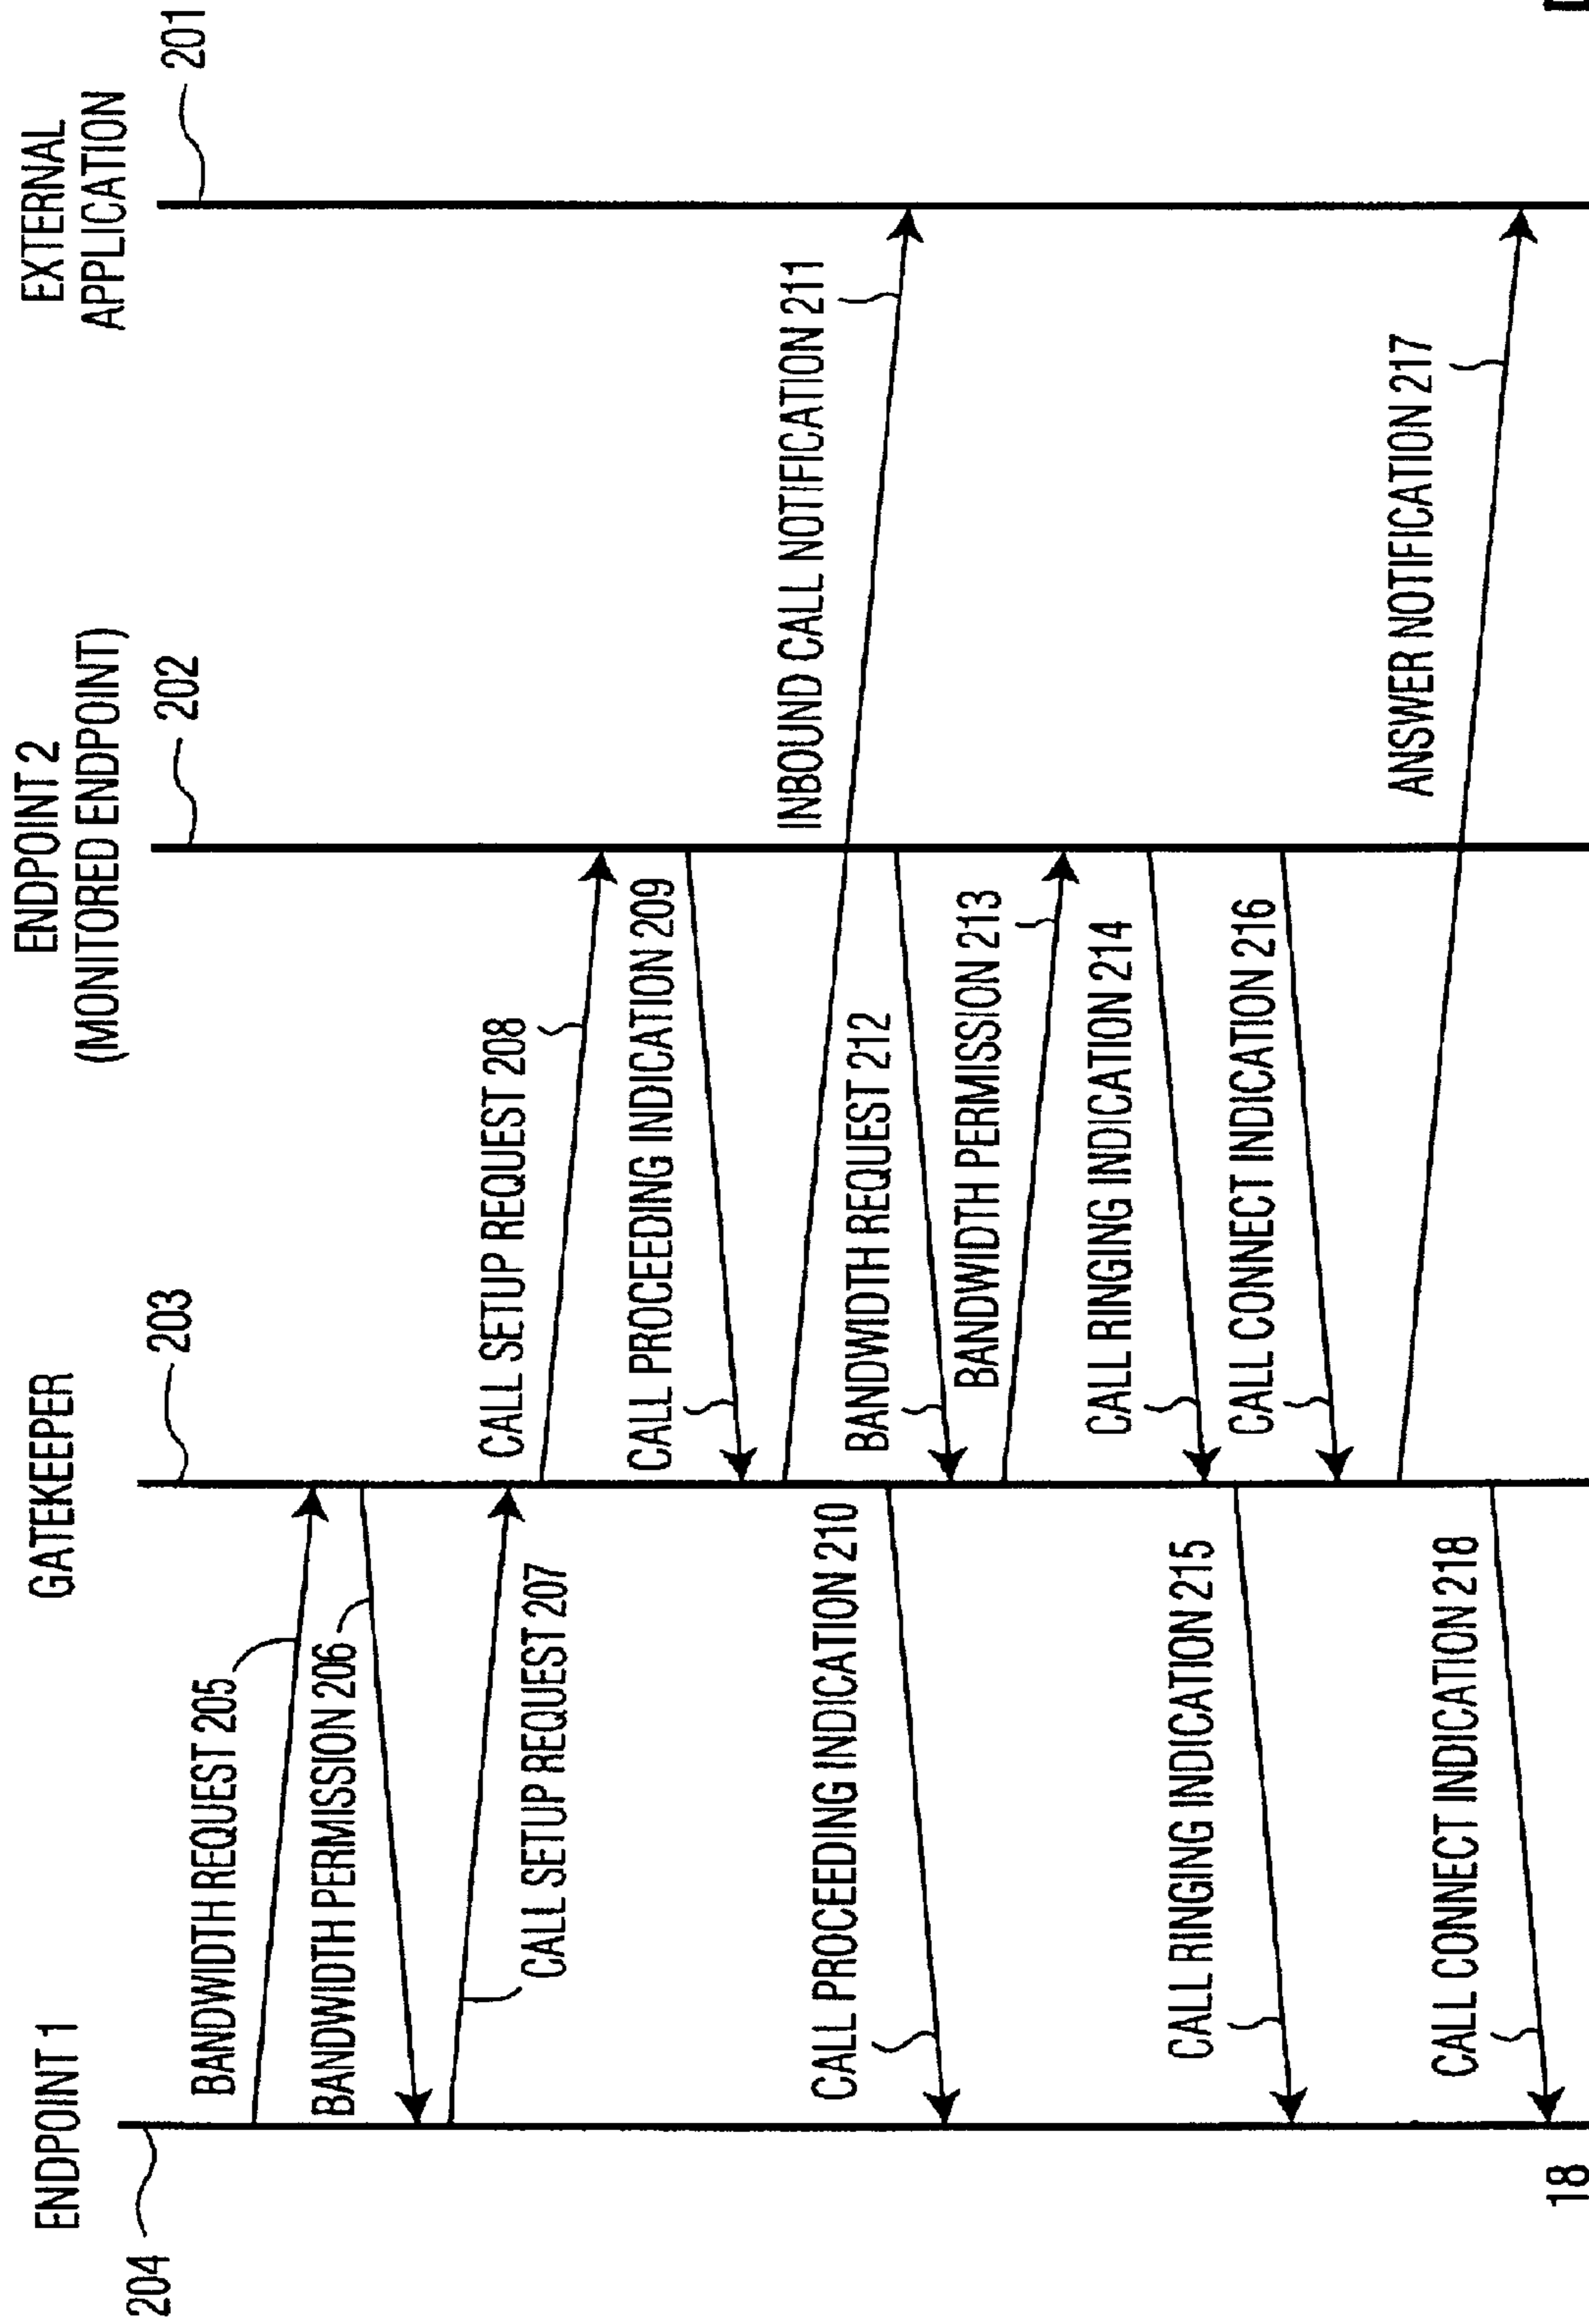 ENDPOINT 1
204
GATEKEEPER
203
ENDPOINT 2
(MONITORED ENDPOINT)
202
EXTERNAL
APPLICATION
201
BANDWIDTH REQUEST 205
BANDWIDTH PERMISSION 206
CALL SETUP REQUEST 207
CALL SETUP REQUEST 208
CALL PROCEEDING INDICATION 209
INBOUND CALL NOTIFICATION 211
CALL PROCEEDING INDICATION 210
BANDWIDTH REQUEST 212
BANDWIDTH PERMISSION 213
CALL RINGING INDICATION 214
CALL RINGING INDICATION 215
CALL CONNECT INDICATION 216
ANSWER NOTIFICATION 217
CALL CONNECT INDICATION 218
18